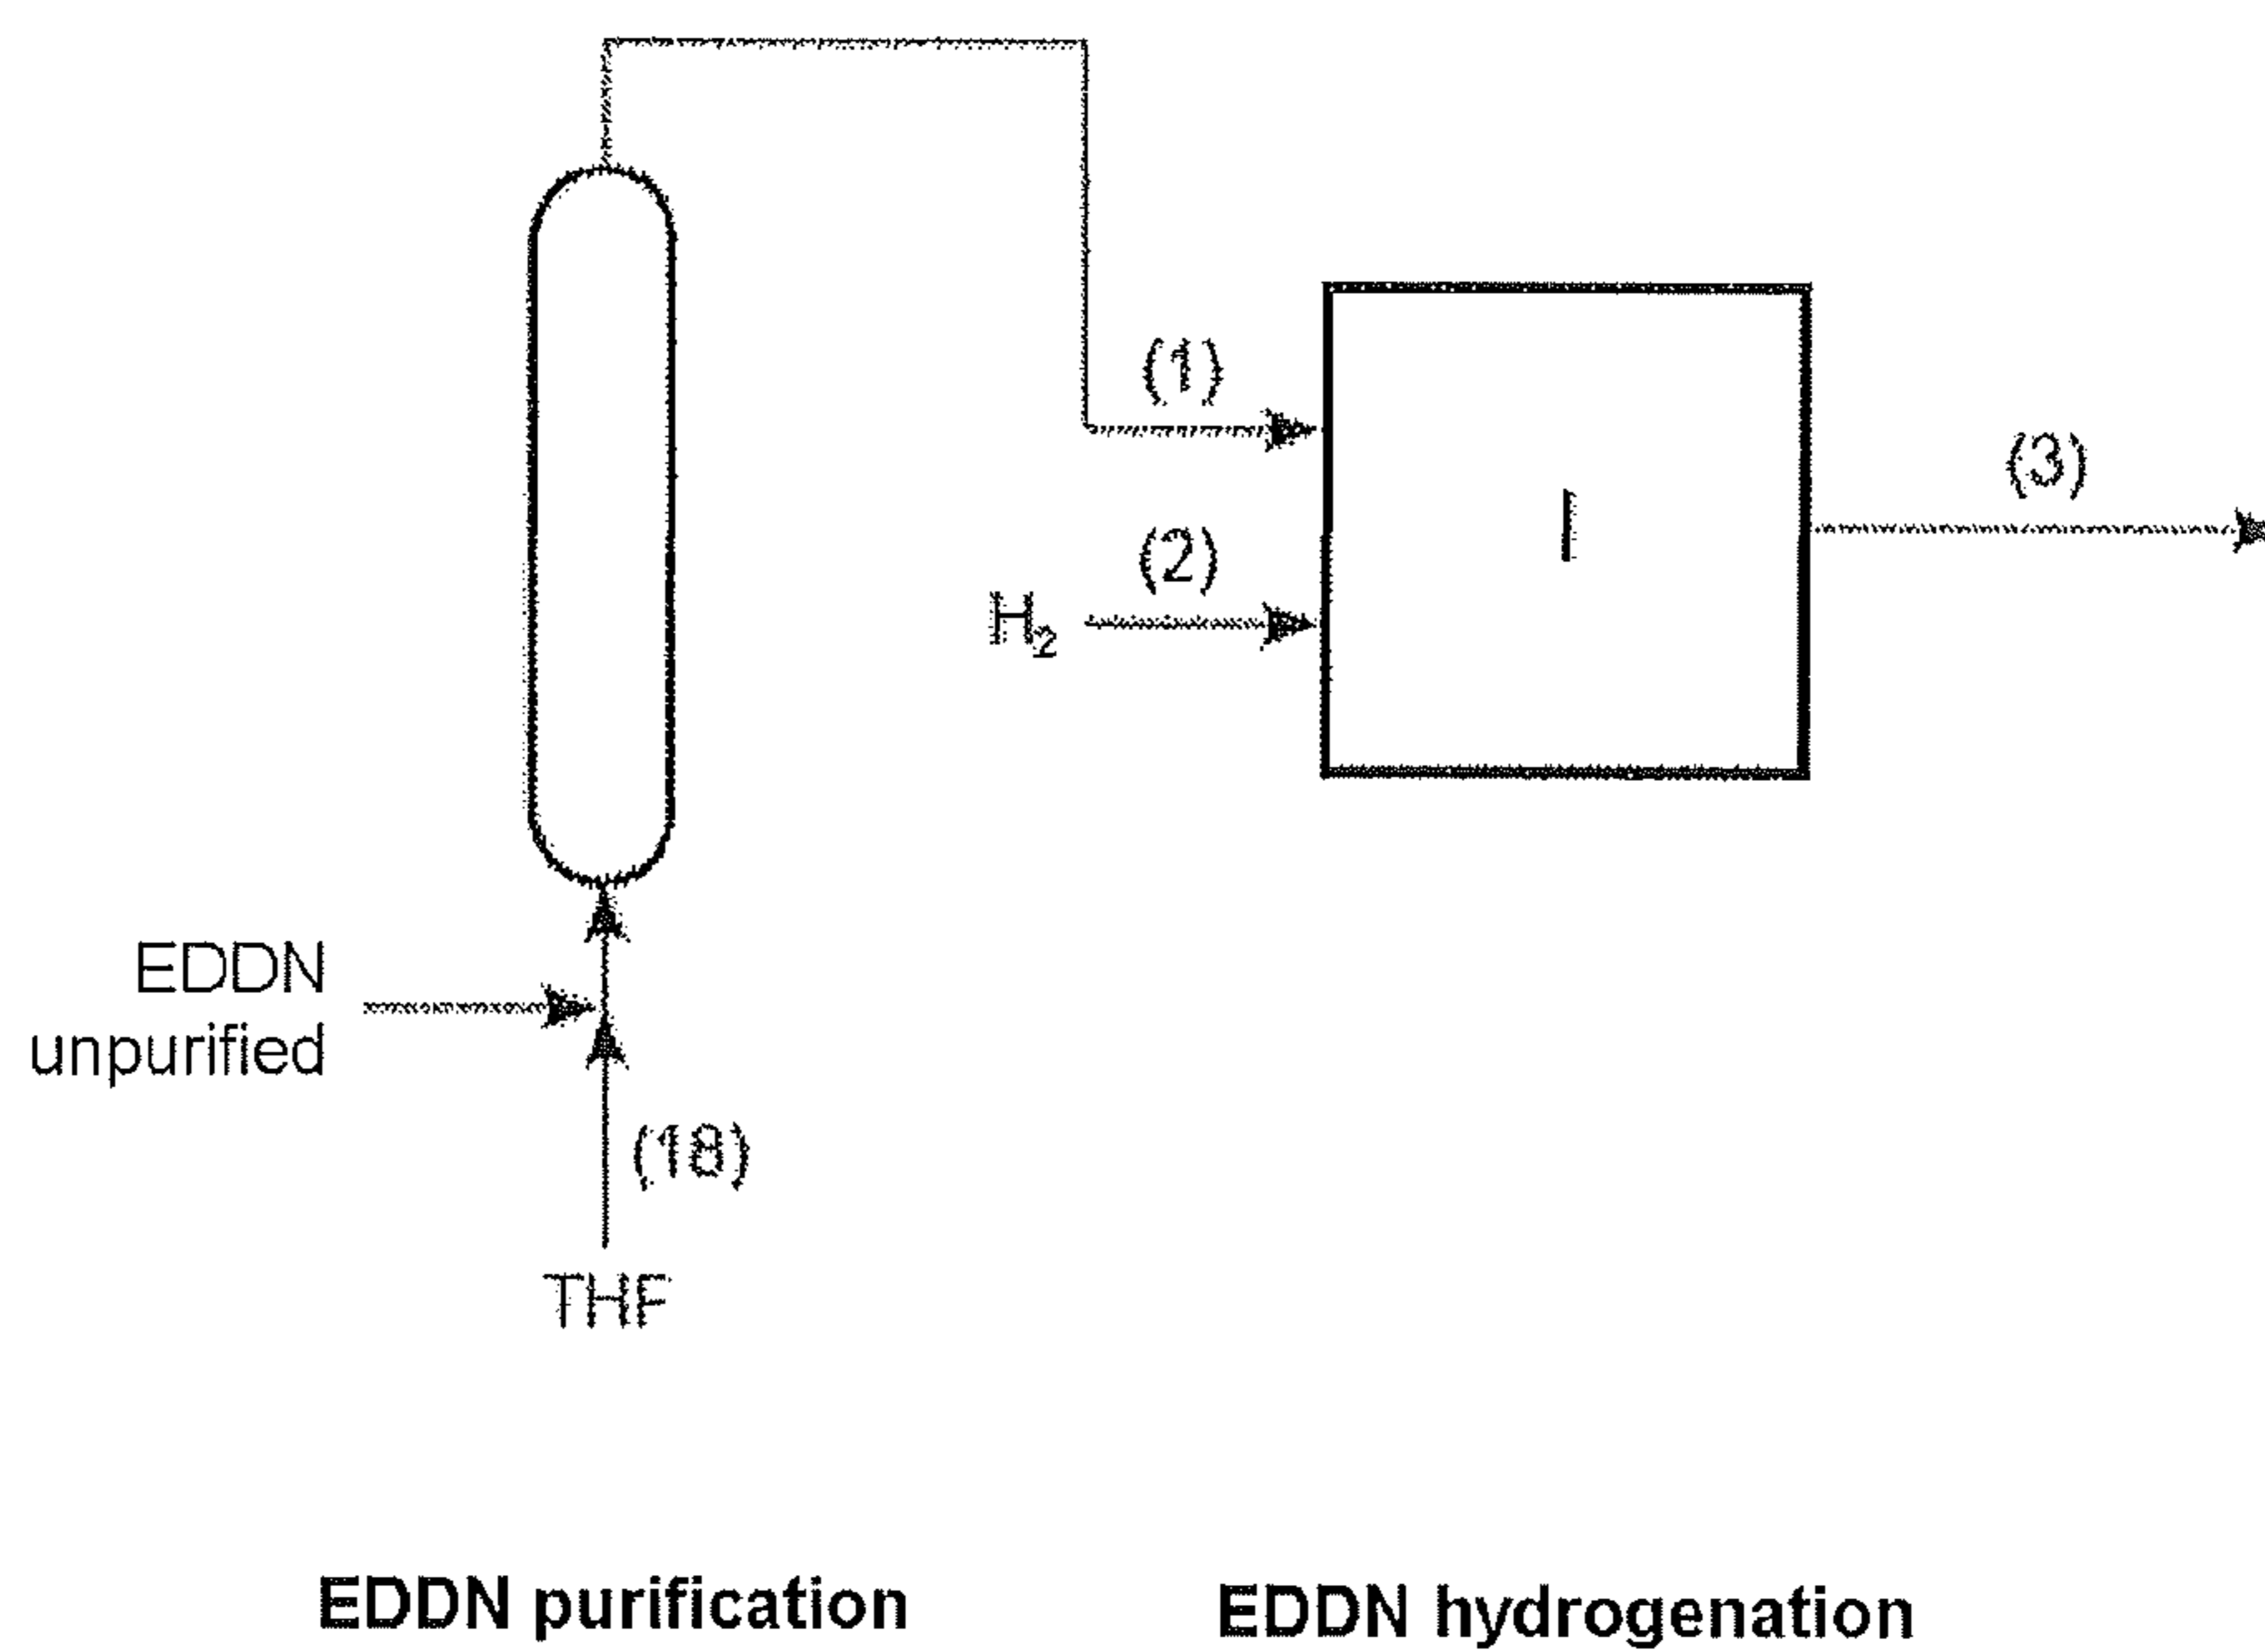 (1)
(3)
(2)
I
H₂
EDDN
unpurified
(18)
THF
EDDN purification
EDDN hydrogenation